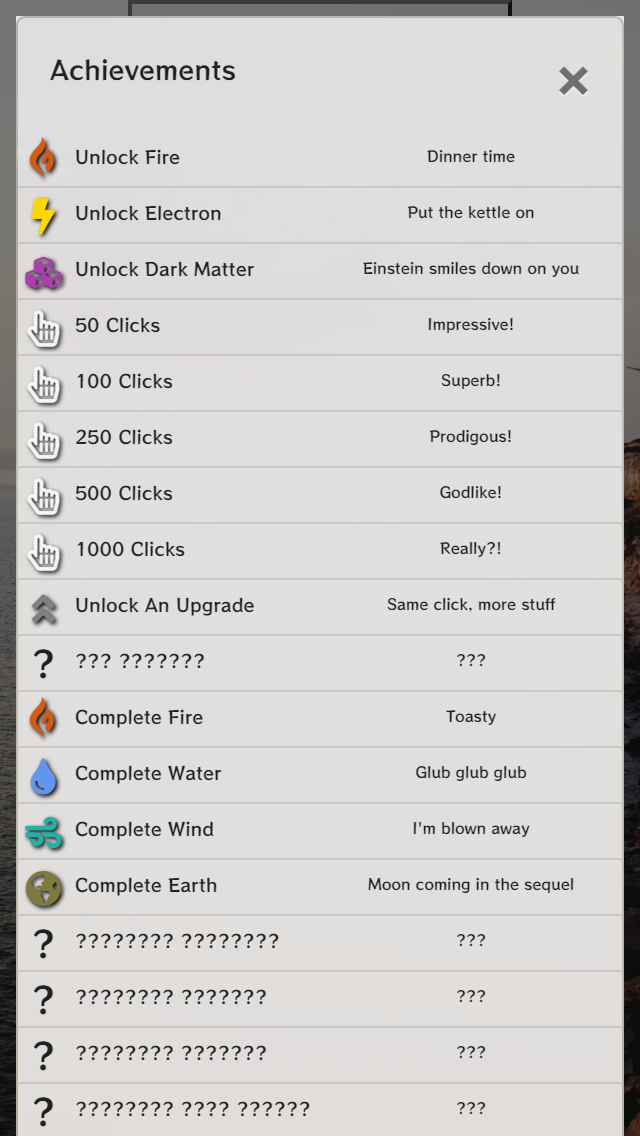 Achievements
Unlock Fire Dinner time
Unlock Electron Put the kettle on
Unlock Dark Matter Einstein smiles down on you
50 Clicks Impressive!
100 Clicks Superb!
250 Clicks Prodigous!
500 Clicks Godlike!
1000 Clicks Really?!
Unlock An Upgrade Same click, more stuff
? ??? ??????? ???
Complete Fire Toasty
Complete Water Glub glub glub
Complete Wind I'm blown away
Complete Earth Moon coming in the sequel
? ???????? ???????? ???
? ???????? ??????? ???
? ???????? ??????? ???
? ???????? ???? ?????? ???